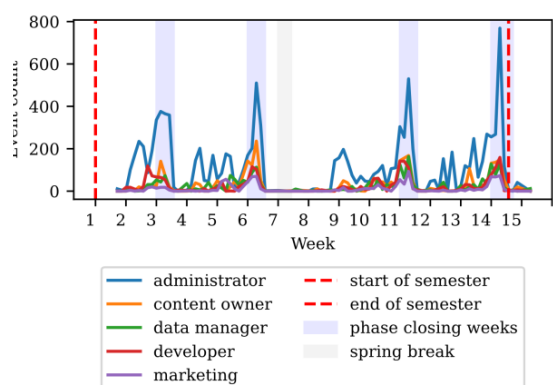 800
600
400
200
0
Event count
1 2 3 4 5 6 7 8 9 10 11 12 13 14 15
Week
administrator
content owner
data manager
developer
marketing
start of semester
end of semester
phase closing weeks
spring break